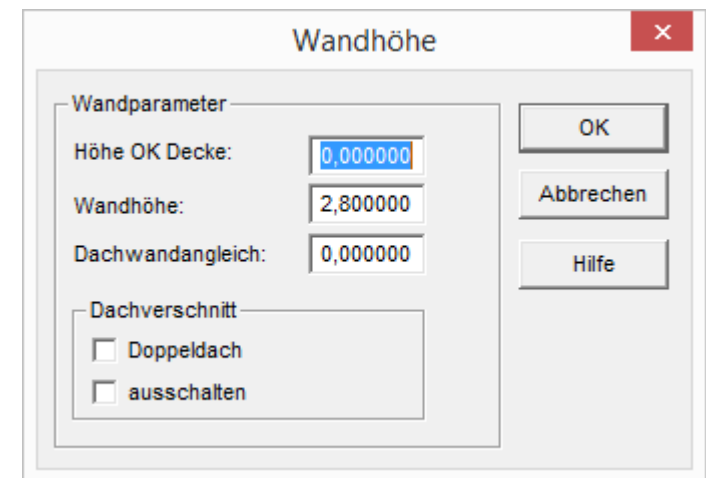 Wandhöhe
Wandparameter
Höhe OK Decke: 0,000000
Wandhöhe: 2,800000
Dachwandangleich: 0,000000
Dachverschnitt
Doppeldach
ausschalten
OK
Abbrechen
Hilfe